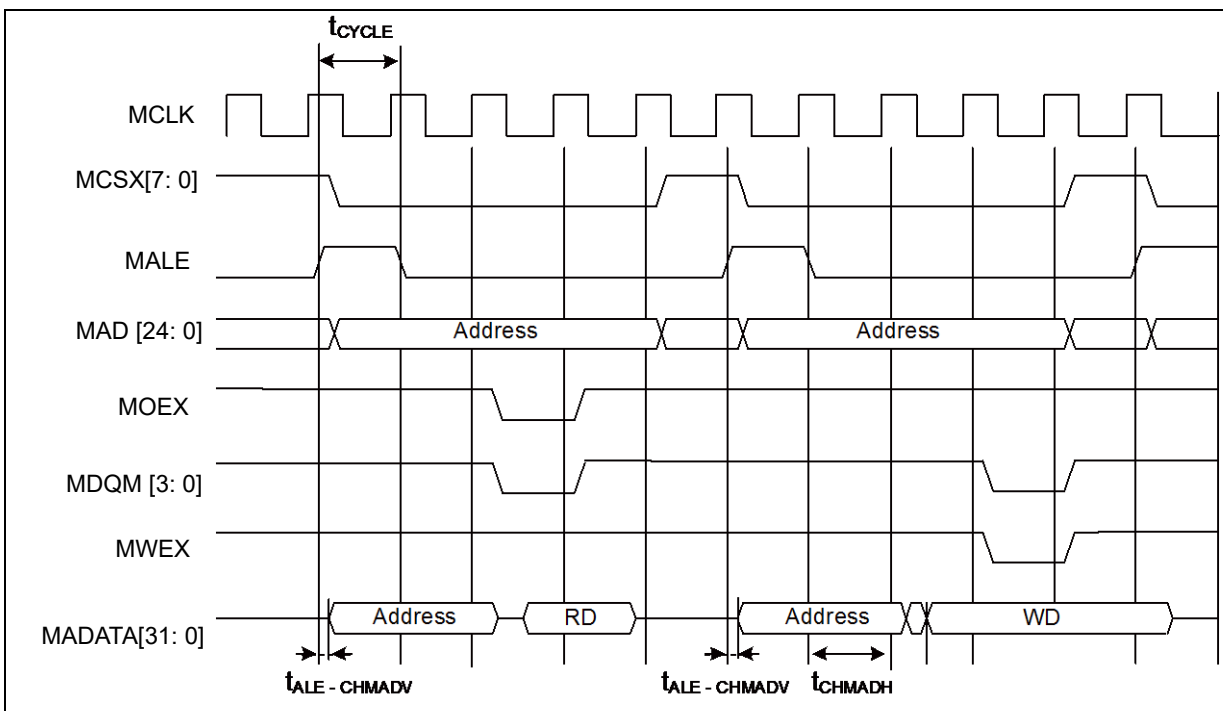 tCYCLE
MCLK
MCSX[7: 0]
MALE
MAD [24: 0] Address Address
MOEX
MDQM [3: 0]
MWEX
MADATA[31: 0] Address RD Address WD
tALE - CHMADV tALE - CHMADV tCHMADH